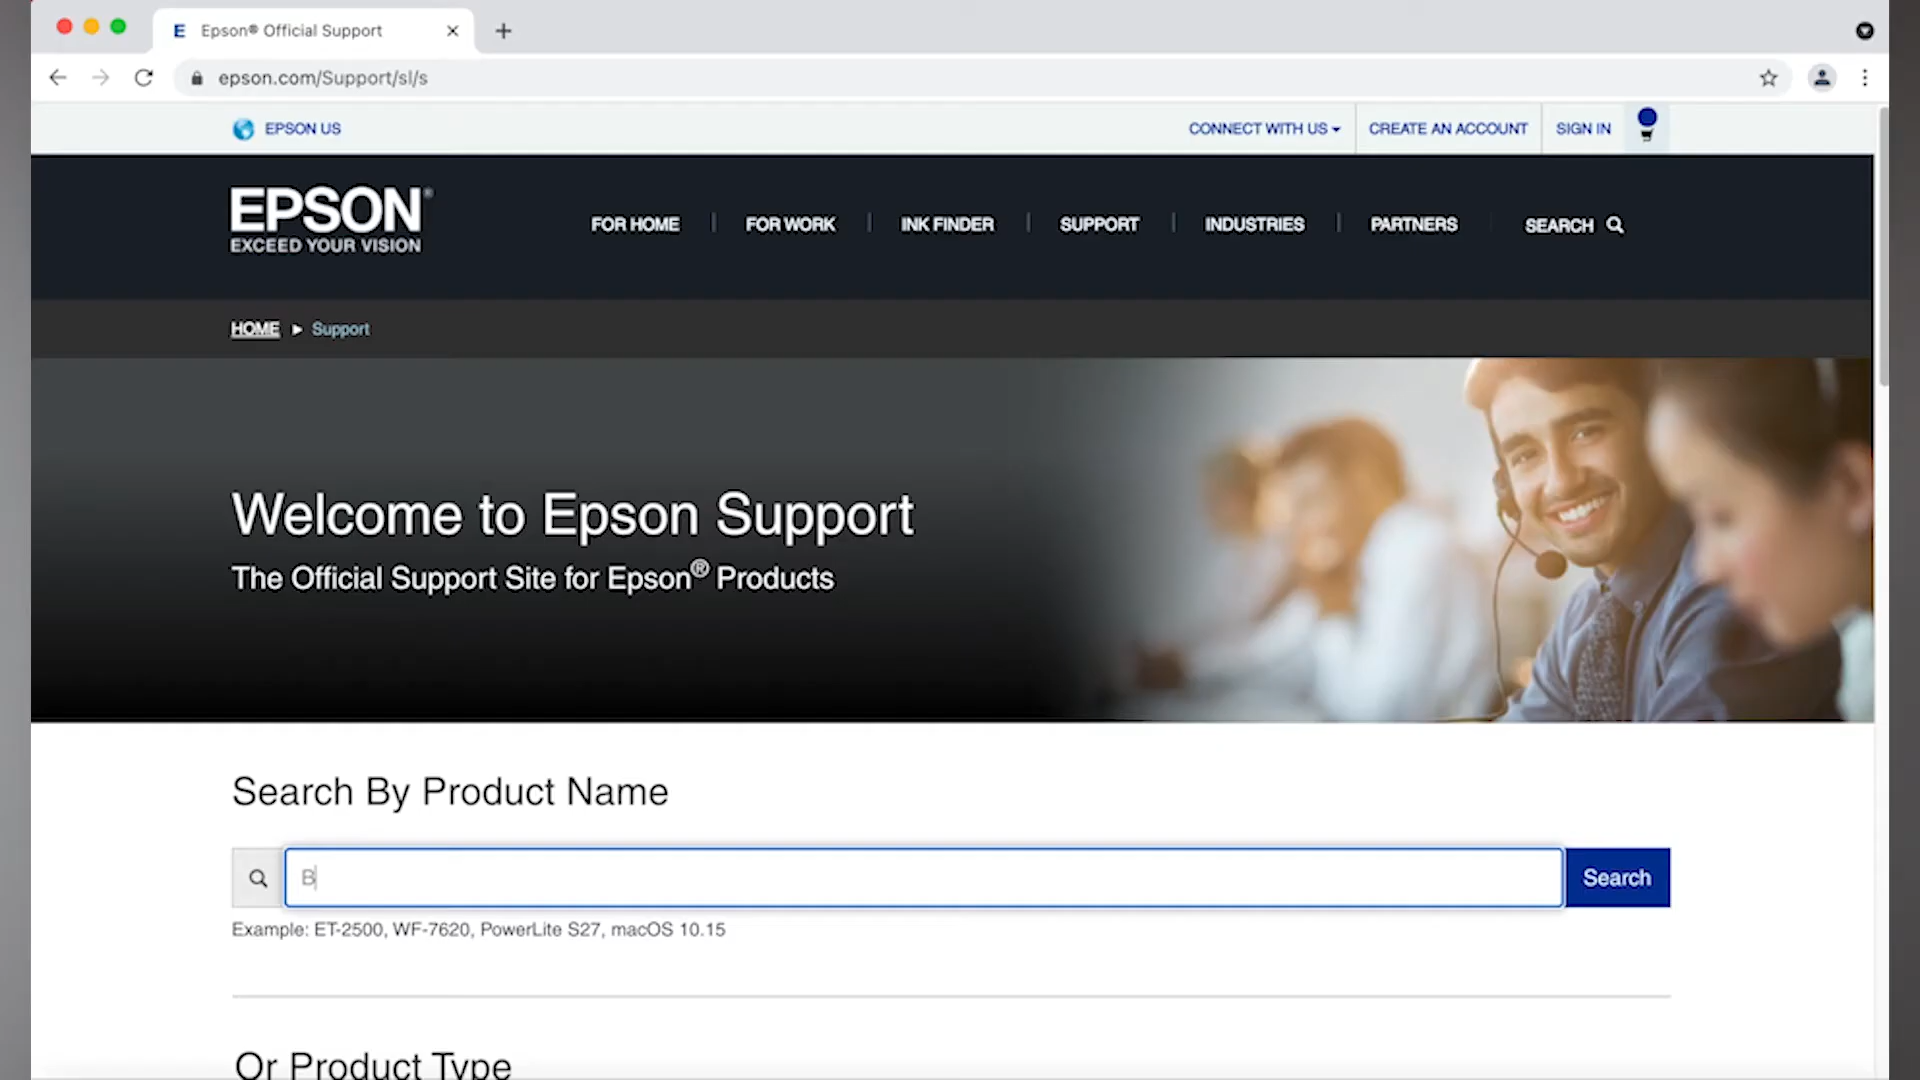 E Epson® Official Support
epson.com/Support/sl/s
EPSON US
CONNECT WITH US
CREATE AN ACCOUNT
SIGN IN
EPSON®
EXCEED YOUR VISION
FOR HOME
FOR WORK
INK FINDER
SUPPORT
INDUSTRIES
PARTNERS
SEARCH
HOME ► Support
Welcome to Epson Support
The Official Support Site for Epson® Products
Search By Product Name
B
Search
Example: ET-2500, WF-7620, PowerLite S27, macOS 10.15
Or Product Type